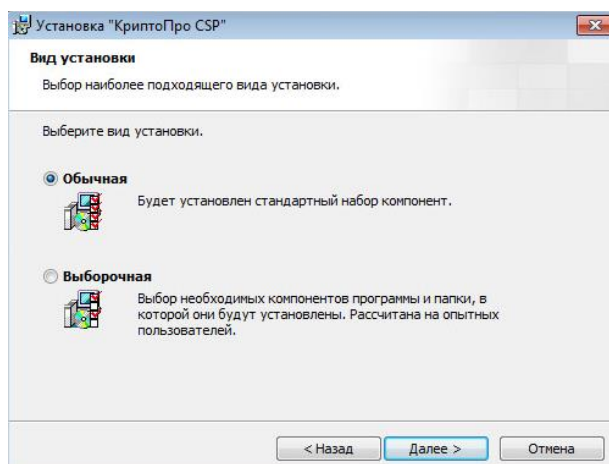 Установка "КриптоПро CSP"
Вид установки
Выбор наиболее подходящего вида установки.
Выберите вид установки.
Обычная
Будет установлен стандартный набор компонент.
Выборочная
Выбор необходимых компонентов программы и папки, в
которой они будут установлены. Рассчитана на опытных
пользователей.
< Назад Далее > Отмена